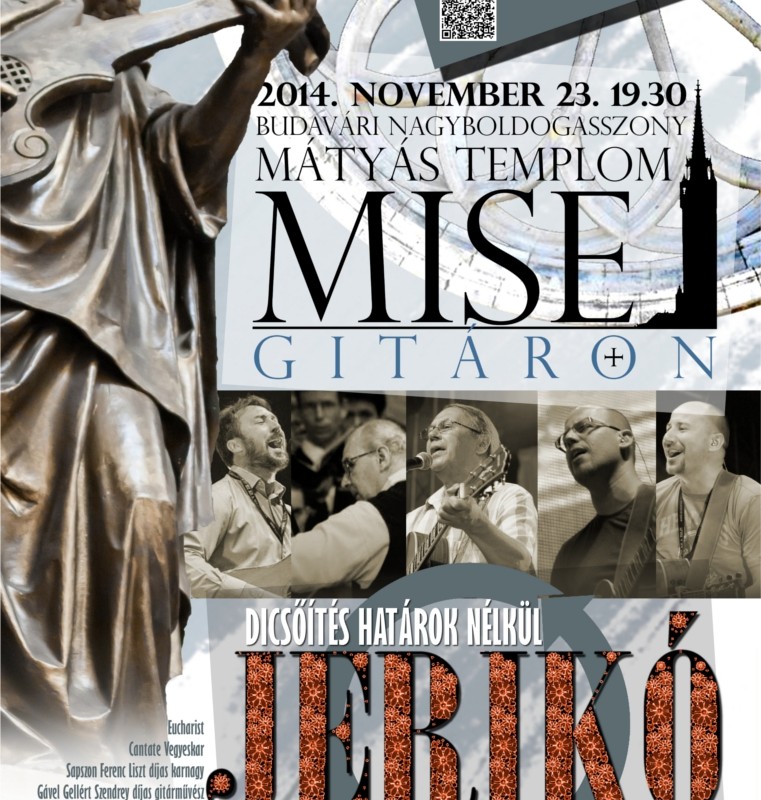 2014. NOVEMBER 23. 19.30
BUDAVÁRI NAGYBOLDOGASSZONY
MÁTYÁS TEMPLOM
MISE
GITÁRON
DICSŐÍTÉS HATÁROK NÉLKÜL
JERIKÓ
Eucharist
Cantate Vegyeskar
Sapszon Ferenc Liszt díjas karnagy
Gável Gellért Szendrey díjas gitárművész